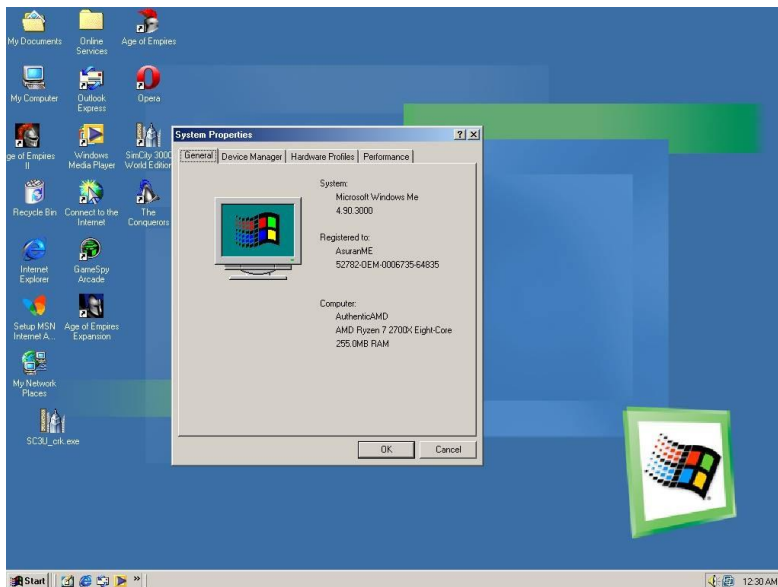 My Documents
Online
Services
Age of Empires
My Computer
Outlook
Express
Opera
ge of Empires
II
Windows
Media Player
SimCity 3000
World Edition
Recycle Bin
Connect to the
Internet
The
Conquerors
Internet
Explorer
GameSpy
Arcade
Setup MSN
Internet A...
Age of Empires
Expansion
My Network
Places
SC3U_crk.exe
System Properties
General
Device Manager
Hardware Profiles
Performance
System:
Microsoft Windows Me
4.90.3000
Registered to:
AsuranME
52782-OEM-0006735-64835
Computer:
AuthenticAMD
AMD Ryzen 7 2700X Eight-Core
255.0MB RAM
OK
Cancel
Start
12:30 AM